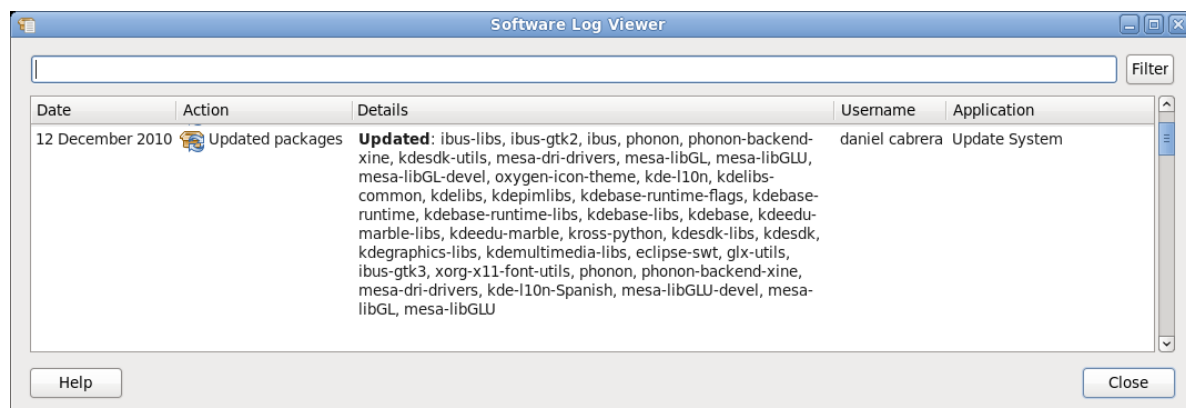 Software Log Viewer
Filter
Date Action Details Username Application
12 December 2010 Updated packages Updated: ibus-libs, ibus-gtk2, ibus, phonon, phonon-backend- daniel cabrera Update System
xine, kdesdk-utils, mesa-dri-drivers, mesa-libGL, mesa-libGLU,
mesa-libGL-devel, oxygen-icon-theme, kde-l10n, kdelibs-
common, kdelibs, kdepimlibs, kdebase-runtime-flags, kdebase-
runtime, kdebase-runtime-libs, kdebase-libs, kdebase, kdeedu-
marble-libs, kdeedu-marble, kross-python, kdesdk-libs, kdesdk,
kdegraphics-libs, kdemultimedia-libs, eclipse-swt, glx-utils,
ibus-gtk3, xorg-x11-font-utils, phonon, phonon-backend-xine,
mesa-dri-drivers, kde-l10n-Spanish, mesa-libGLU-devel, mesa-
libGL, mesa-libGLU
Help Close